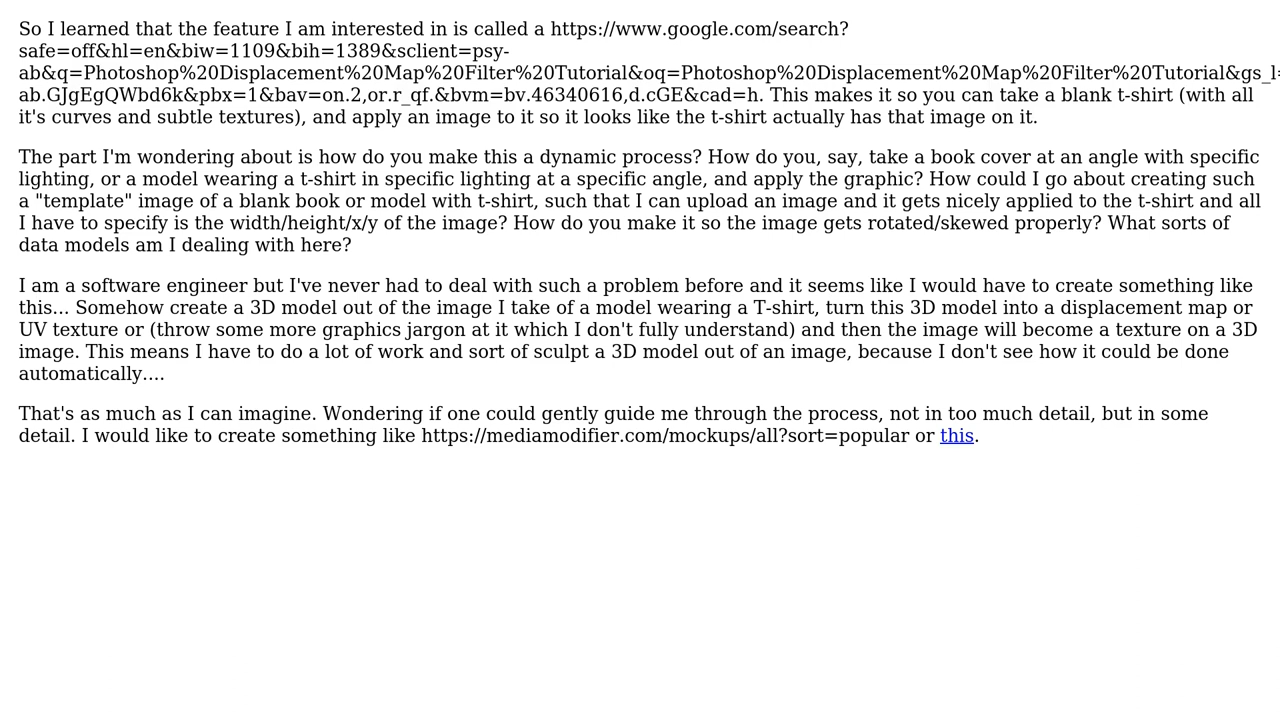 So I learned that the feature I am interested in is called a https://www.google.com/search?
safe=off&hl=en&biw=1109&bih=1389&sclient=psy-
ab&q=Photoshop%20Displacement%20Map%20Filter%20Tutorial&oq=Photoshop%20Displacement%20Map%20Filter%20Tutorial&gs_l=
ab.GJgEgQWbd6k&pbx=1&bav=on.2,or.r_qf.&bvm=bv.46340616,d.cGE&cad=h. This makes it so you can take a blank t-shirt (with all
it's curves and subtle textures), and apply an image to it so it looks like the t-shirt actually has that image on it.
The part I'm wondering about is how do you make this a dynamic process? How do you, say, take a book cover at an angle with specific
lighting, or a model wearing a t-shirt in specific lighting at a specific angle, and apply the graphic? How could I go about creating such
a "template" image of a blank book or model with t-shirt, such that I can upload an image and it gets nicely applied to the t-shirt and all
I have to specify is the width/height/x/y of the image? How do you make it so the image gets rotated/skewed properly? What sorts of
data models am I dealing with here?
I am a software engineer but I've never had to deal with such a problem before and it seems like I would have to create something like
this... Somehow create a 3D model out of the image I take of a model wearing a T-shirt, turn this 3D model into a displacement map or
UV texture or (throw some more graphics jargon at it which I don't fully understand) and then the image will become a texture on a 3D
image. This means I have to do a lot of work and sort of sculpt a 3D model out of an image, because I don't see how it could be done
automatically....
That's as much as I can imagine. Wondering if one could gently guide me through the process, not in too much detail, but in some
detail. I would like to create something like https://mediamodifier.com/mockups/all?sort=popular or this.